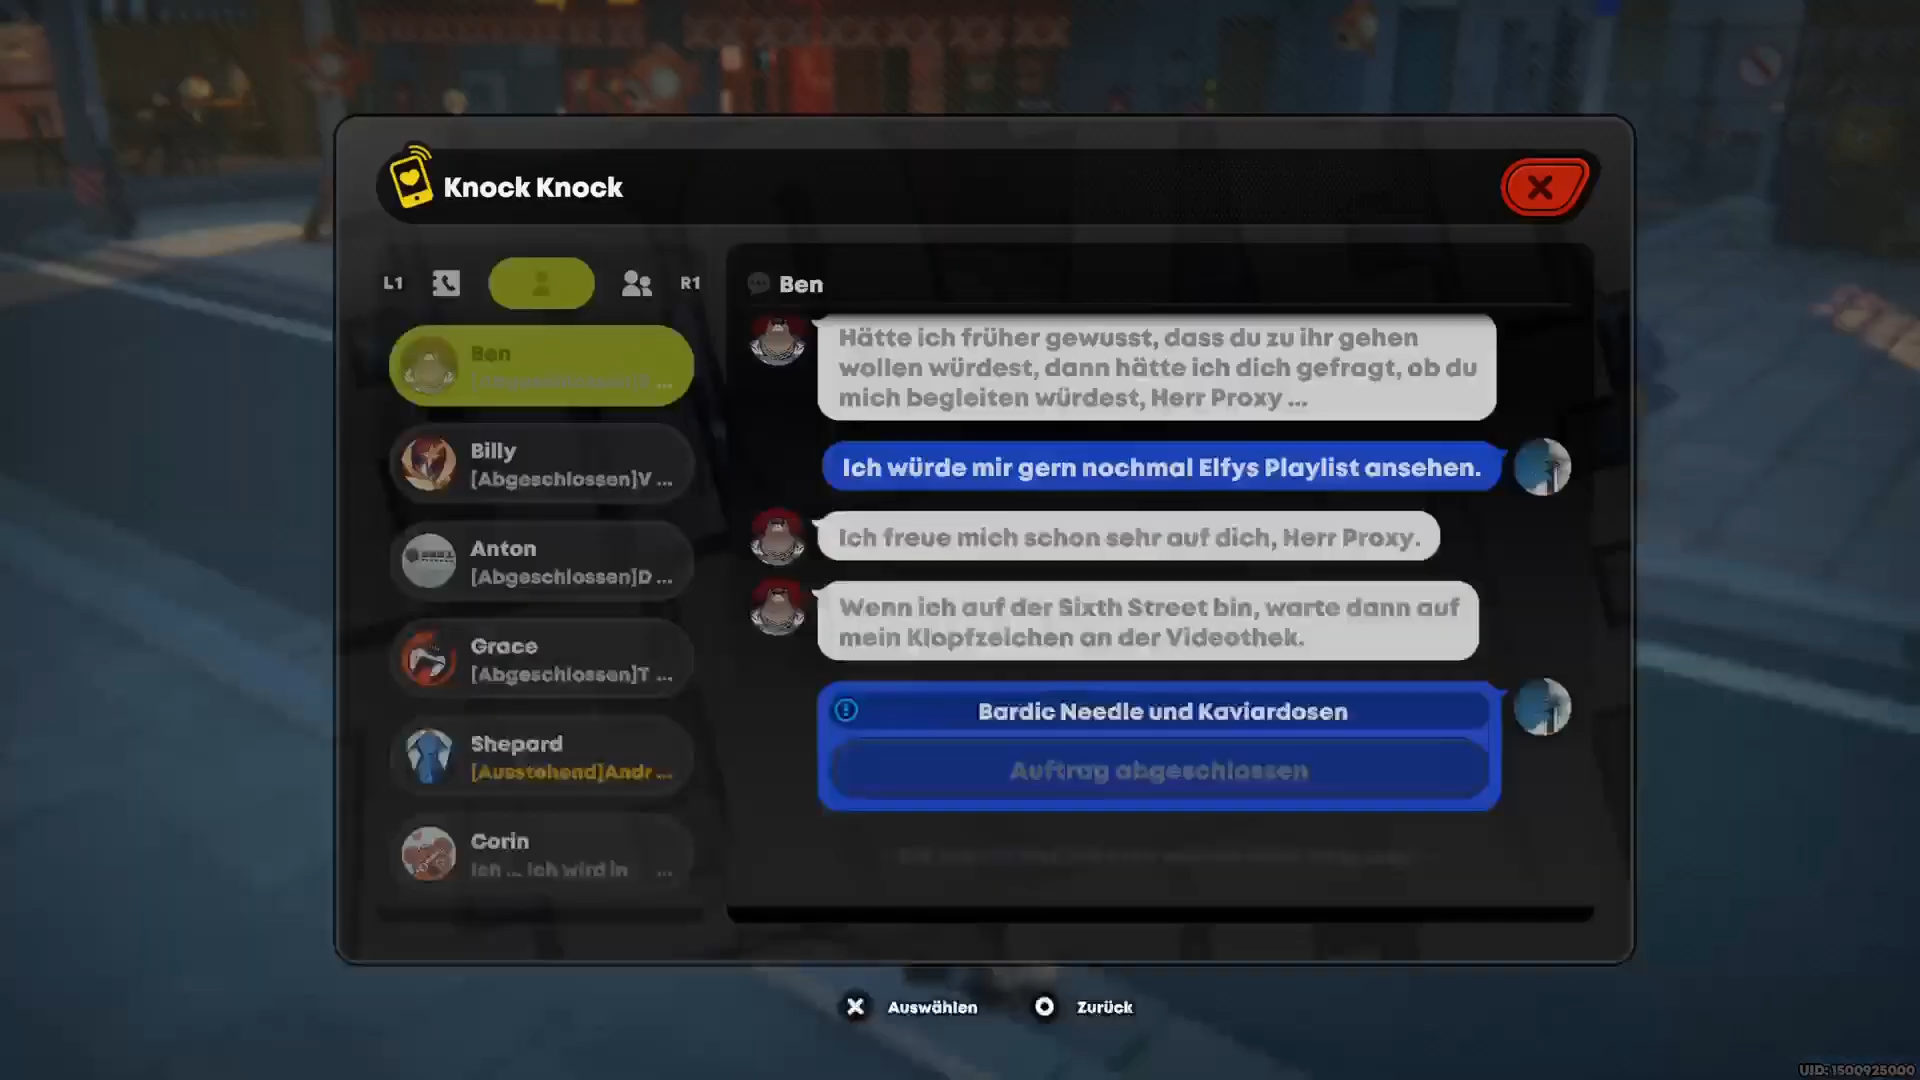 Knock Knock
L1
R1
Ben
Ben
Billy
[Abgeschlossen]V ...
Anton
[Abgeschlossen]D ...
Grace
[Abgeschlossen]T ...
Shepard
[Ausstehend]Andr ...
Corin
Ich ... Ich wird in ...
Hätte ich früher gewusst, dass du zu ihr gehen
wollen würdest, dann hätte ich dich gefragt, ob du
mich begleiten würdest, Herr Proxy ...
Ich würde mir gern nochmal Elfys Playlist ansehen.
Ich freue mich schon sehr auf dich, Herr Proxy.
Wenn ich auf der Sixth Street bin, warte dann auf
mein Klopfzeichen an der Videothek.
Bardic Needle und Kaviardosen
Auftrag abgeschlossen
Auswählen
Zurück
UID: 1500925000